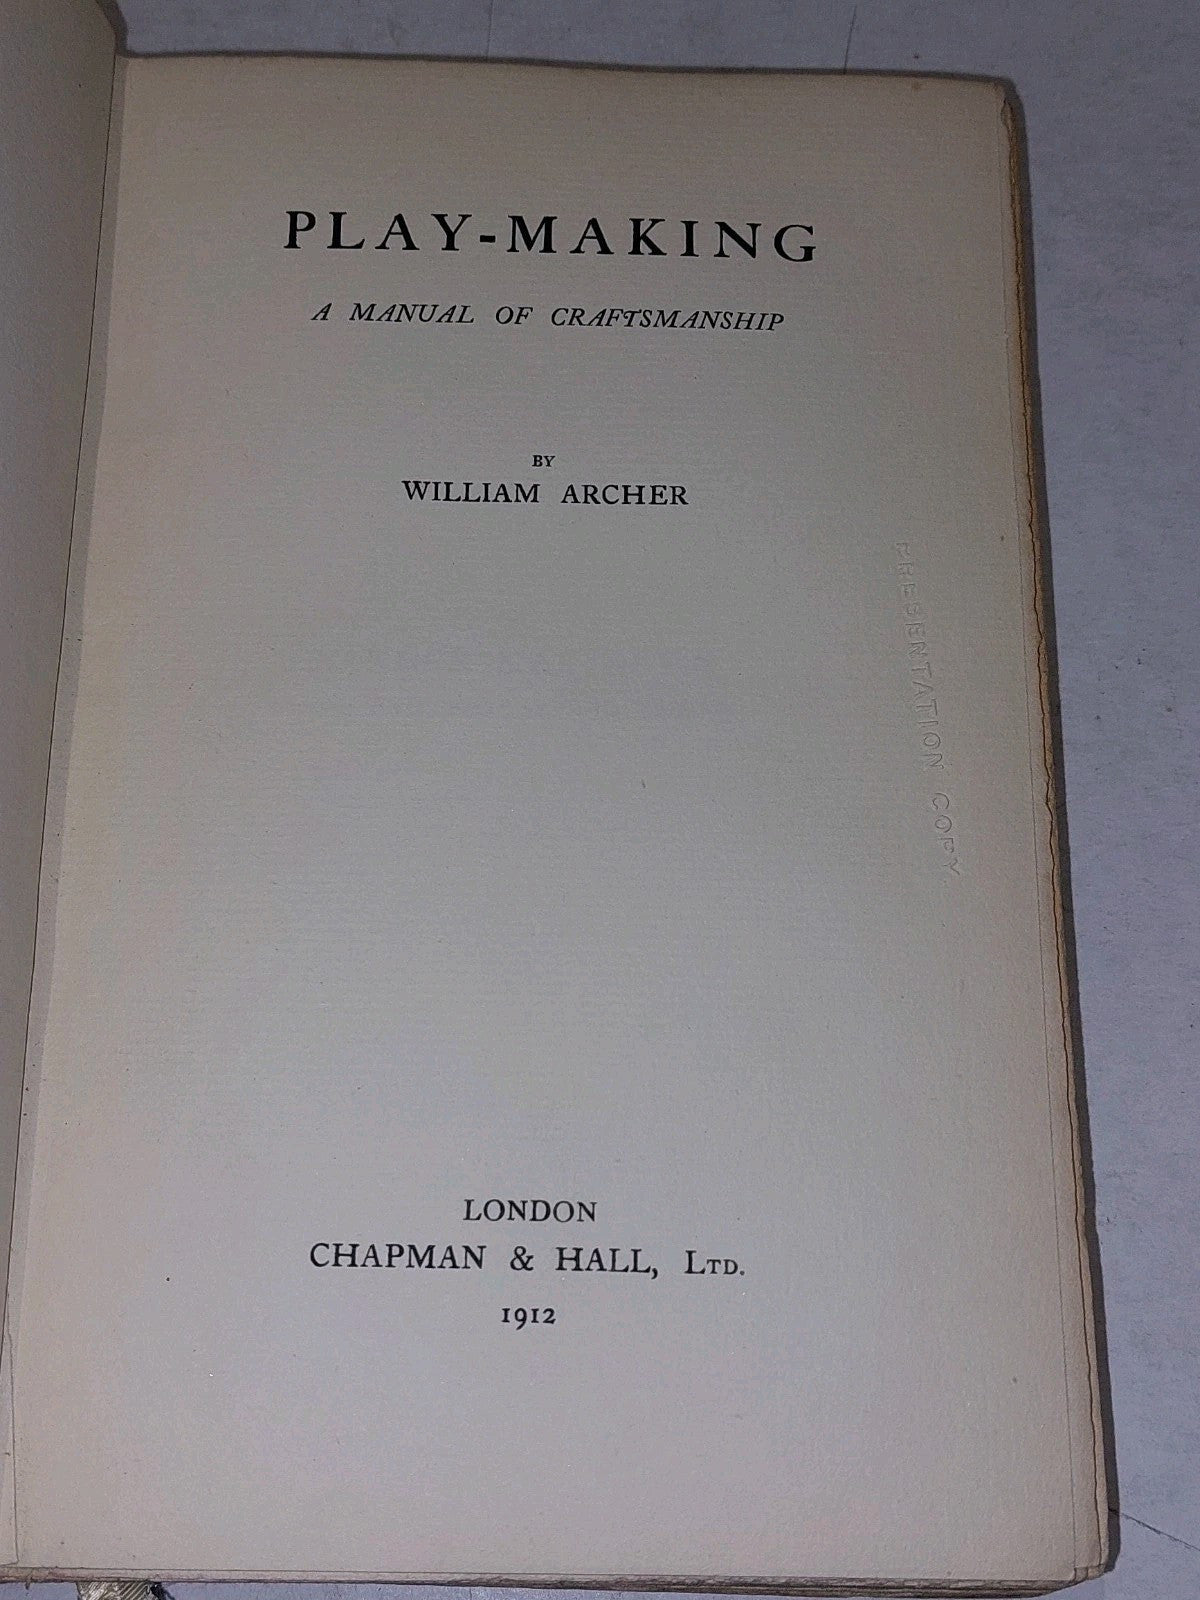 PLAY-MAKING
A MANUAL OF CRAFTSMANSHIP
BY
WILLIAM ARCHER
PRESENTATION COPY
LONDON
CHAPMAN & HALL, LTD.
1912